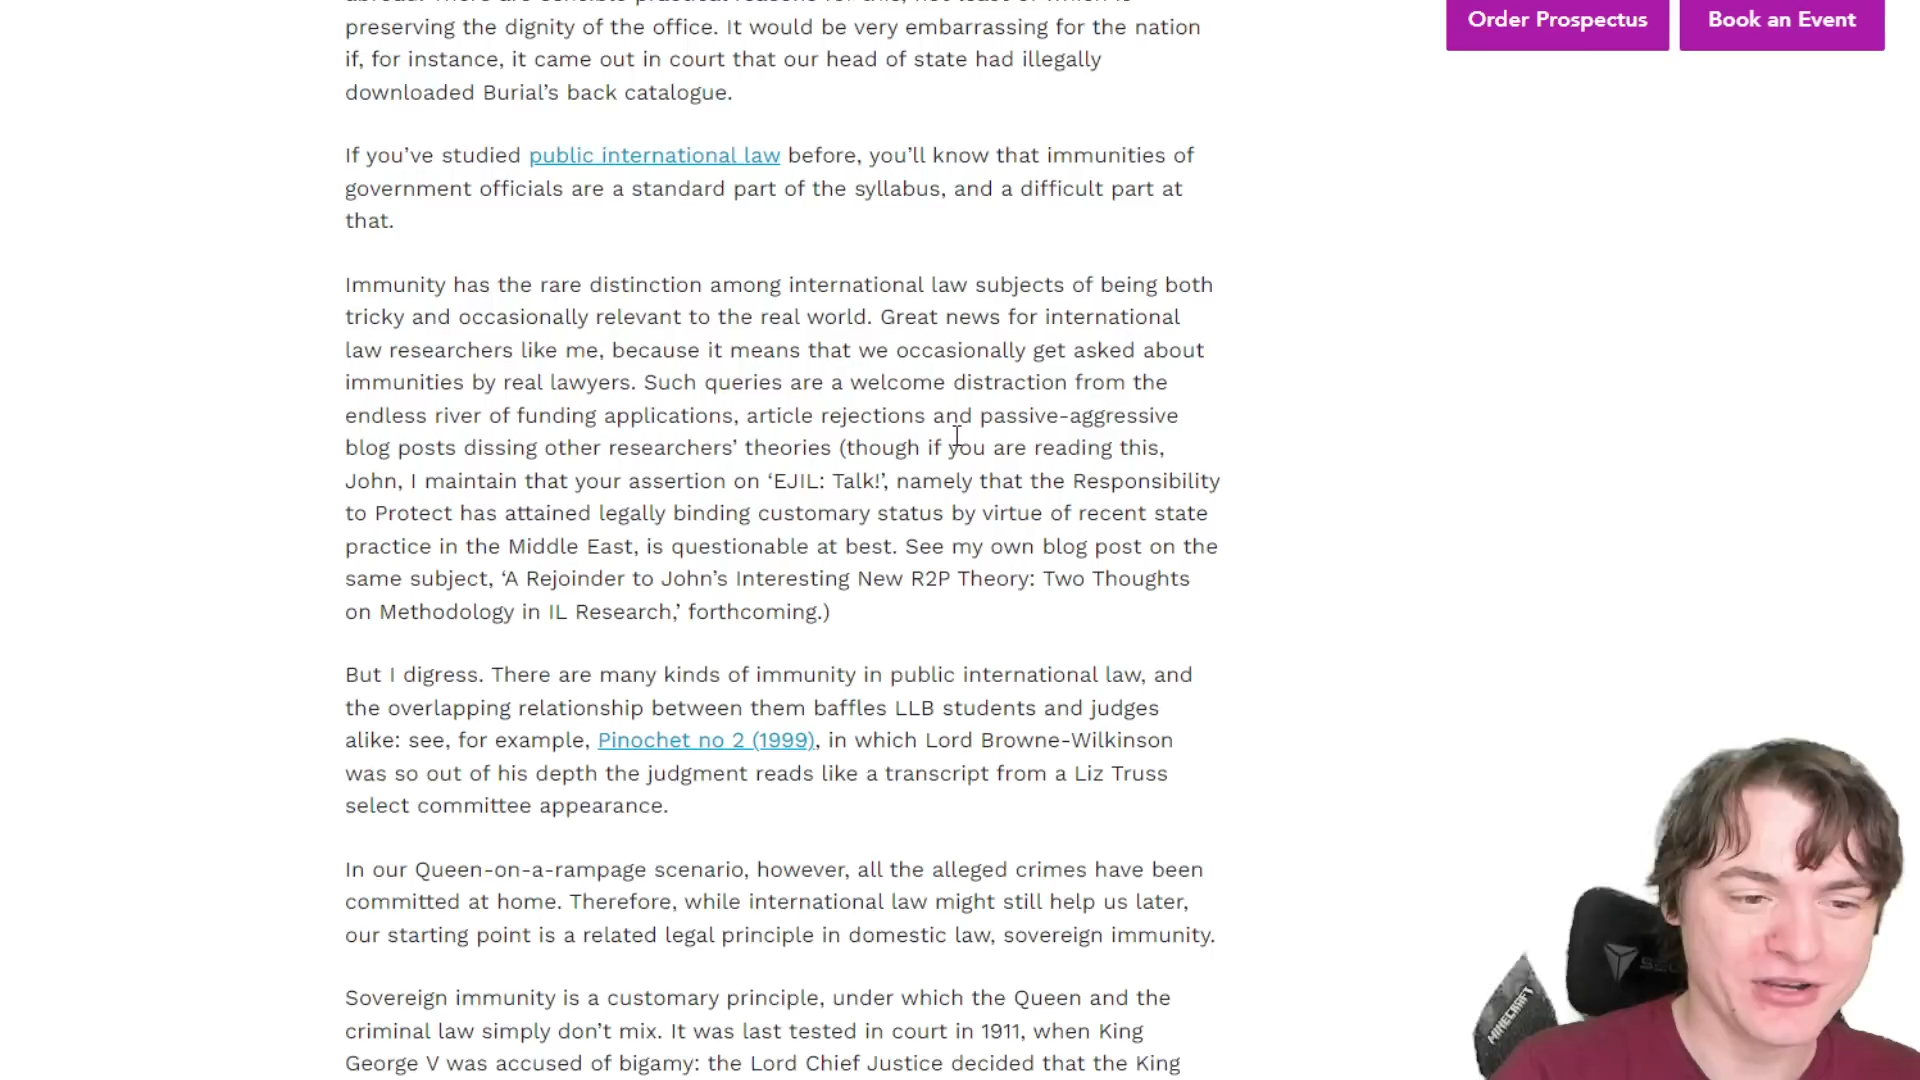 abroad. There are sensible practical reasons for this, not least of which is
preserving the dignity of the office. It would be very embarrassing for the nation
if, for instance, it came out in court that our head of state had illegally
downloaded Burial’s back catalogue.
Order Prospectus
Book an Event
If you’ve studied public international law before, you’ll know that immunities of
government officials are a standard part of the syllabus, and a difficult part at
that.
Immunity has the rare distinction among international law subjects of being both
tricky and occasionally relevant to the real world. Great news for international
law researchers like me, because it means that we occasionally get asked about
immunities by real lawyers. Such queries are a welcome distraction from the
endless river of funding applications, article rejections and passive-aggressive
blog posts dissing other researchers’ theories (though if you are reading this,
John, I maintain that your assertion on ‘EJIL: Talk!’, namely that the Responsibility
to Protect has attained legally binding customary status by virtue of recent state
practice in the Middle East, is questionable at best. See my own blog post on the
same subject, ‘A Rejoinder to John’s Interesting New R2P Theory: Two Thoughts
on Methodology in IL Research,’ forthcoming.)
But I digress. There are many kinds of immunity in public international law, and
the overlapping relationship between them baffles LLB students and judges
alike: see, for example, Pinochet no 2 (1999), in which Lord Browne-Wilkinson
was so out of his depth the judgment reads like a transcript from a Liz Truss
select committee appearance.
In our Queen-on-a-rampage scenario, however, all the alleged crimes have been
committed at home. Therefore, while international law might still help us later,
our starting point is a related legal principle in domestic law, sovereign immunity.
Sovereign immunity is a customary principle, under which the Queen and the
criminal law simply don’t mix. It was last tested in court in 1911, when King
George V was accused of bigamy: the Lord Chief Justice decided that the King
MINECRAFT